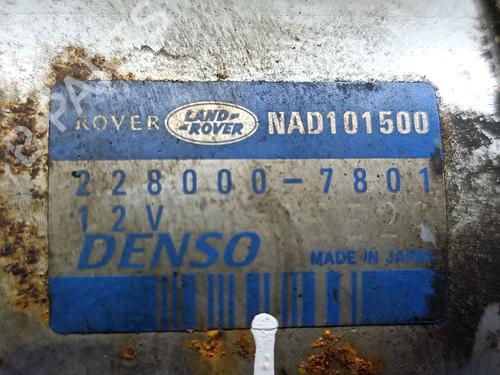 ROVER LAND-ROVER NAD101500
228000-7801
12V
DENSO MADE IN JAPAN